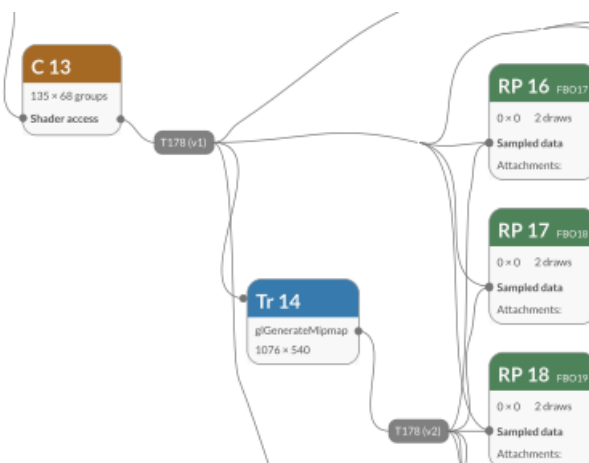 C 13
135 × 68 groups
Shader access
T178 (v1)
Tr 14
glGenerateMipmap
1076 × 540
T178 (v2)
RP 16 FBO17
0 × 0 2 draws
Sampled data
Attachments:
RP 17 FBO18
0 × 0 2 draws
Sampled data
Attachments:
RP 18 FBO19
0 × 0 2 draws
Sampled data
Attachments: